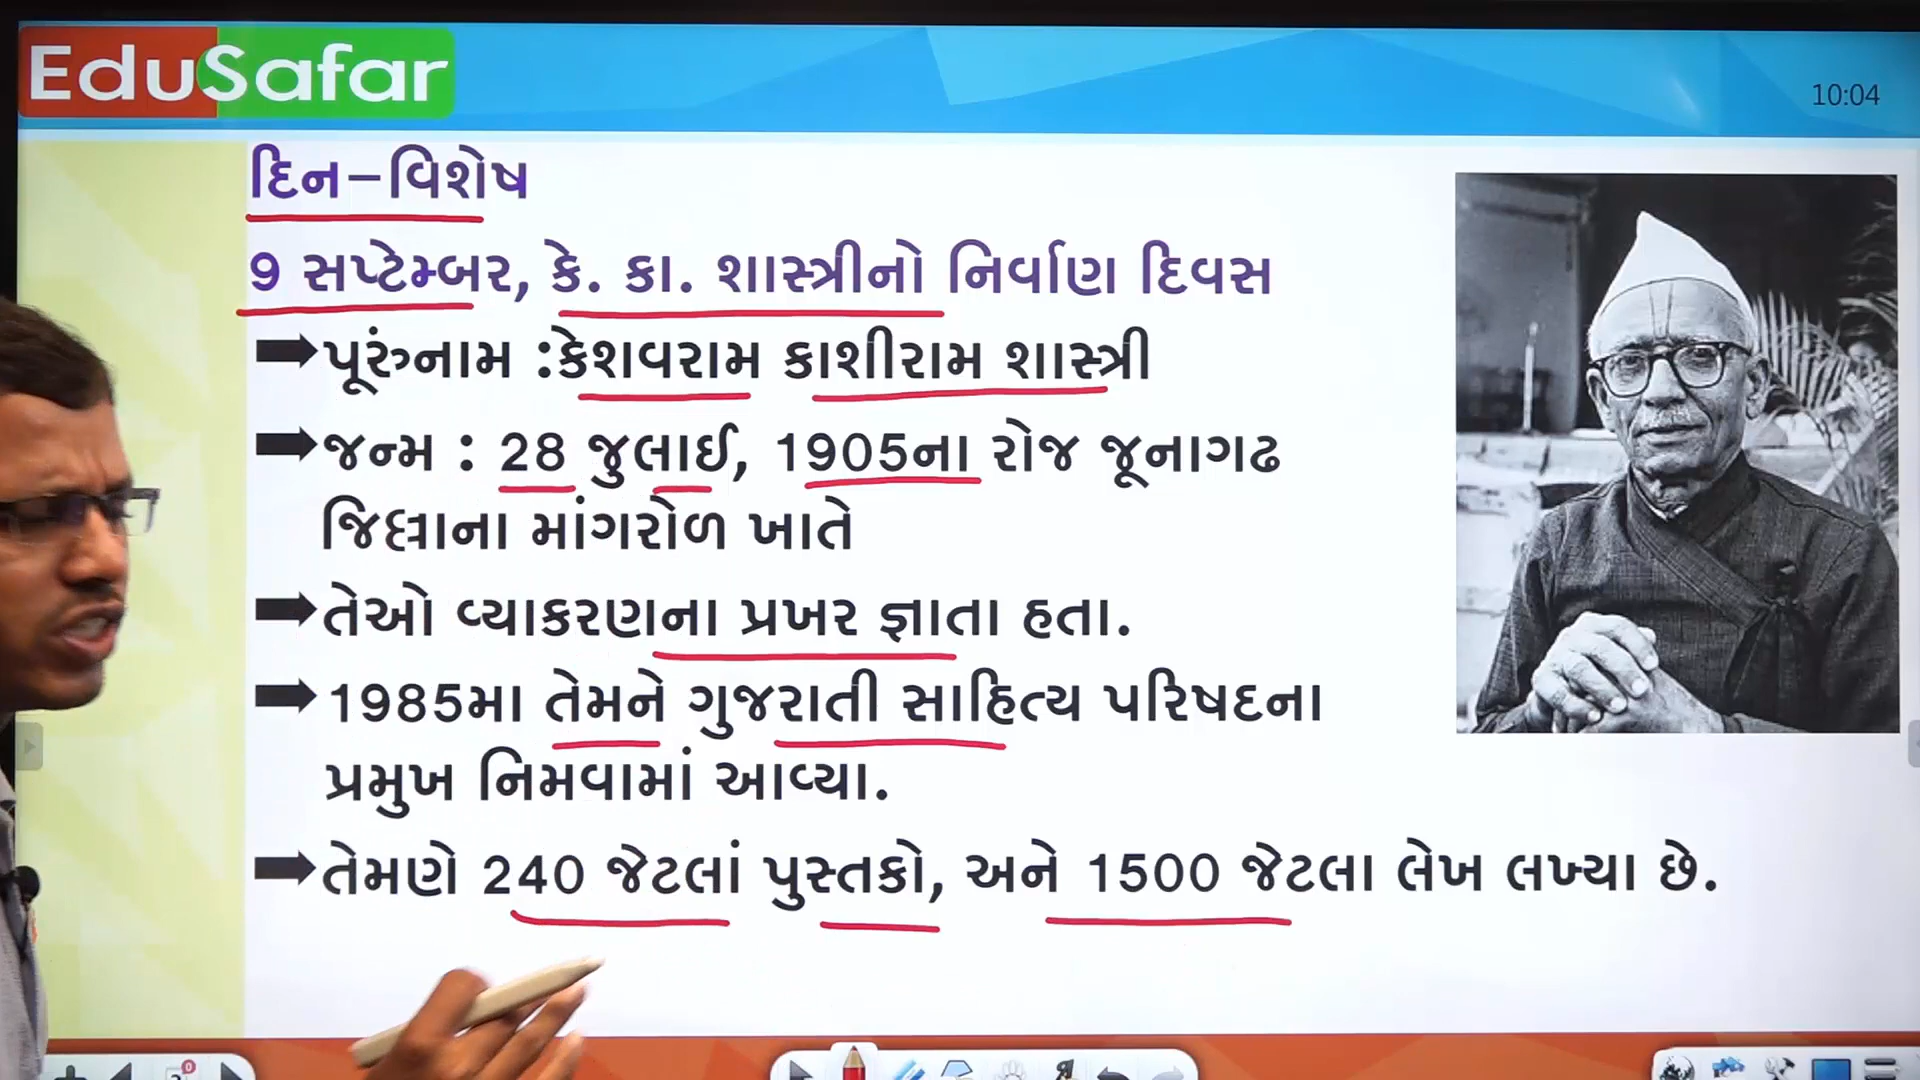 EduSafar
10:04
દિન–વિશેષ
9 સપ્ટેમ્બર, કે. કા. શાસ્ત્રીનો નિર્વાણ દિવસ
પૂરુંનામ :કેશવરામ કાશીરામ શાસ્ત્રી
જન્મ : 28 જુલાઈ, 1905ના રોજ જૂનાગઢ
જિલ્લાના માંગરોળ ખાતે
તેઓ વ્યાકરણના પ્રખર જ્ઞાતા હતા.
1985મા તેમને ગુજરાતી સાહિત્ય પરિષદના
પ્રમુખ નિમવામાં આવ્યા.
તેમણે 240 જેટલાં પુસ્તકો, અને 1500 જેટલા લેખ લખ્યા છે.